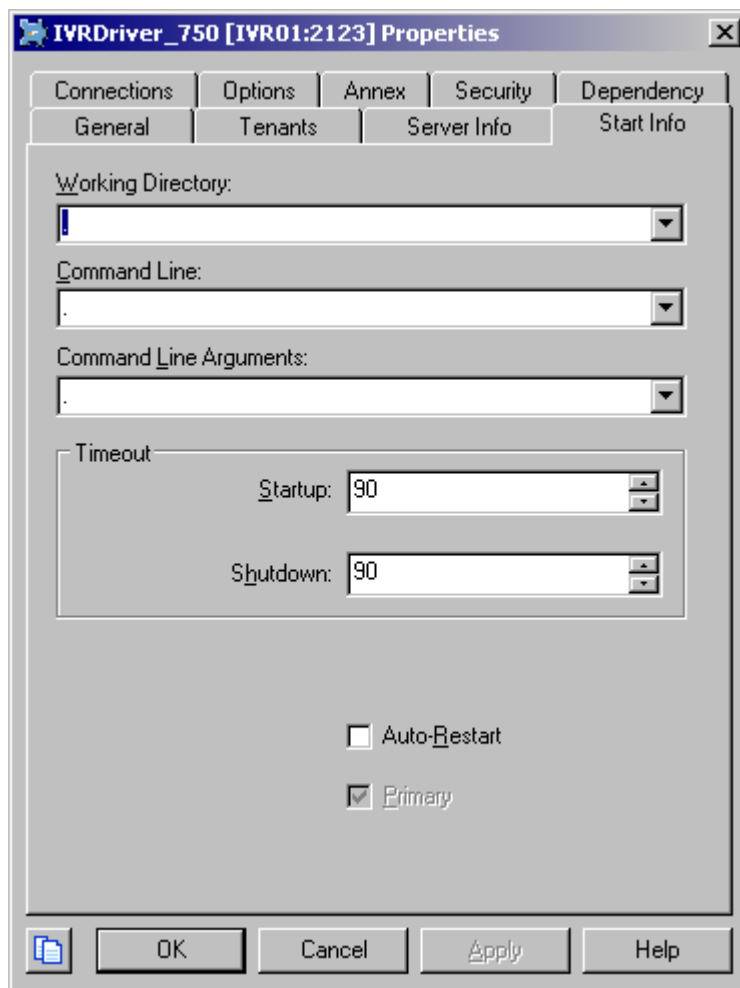 IVRDriver_750 [IVR01:2123] Properties
Connections Options Annex Security Dependency
General Tenants Server Info Start Info
Working Directory:
.
Command Line:
.
Command Line Arguments:
.
Timeout
Startup: 90
Shutdown: 90
Auto-Restart
Primary
OK Cancel Apply Help